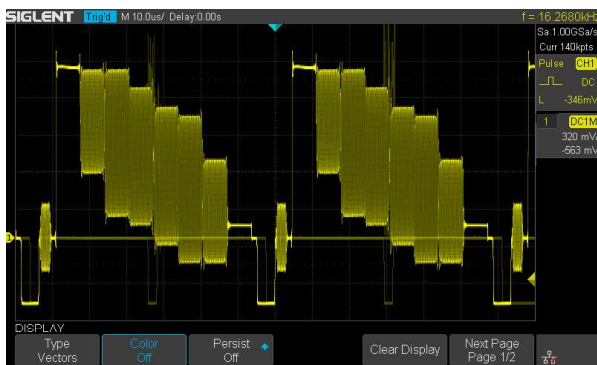 SIGLENT Trig'd M 10.0us/ Delay:0.00s f = 16.2680kHz
Sa 1.00GSa/s
Curr 140kpts
Pulse CH1
DC
L -346mV
1 DC1M
320 mV/
-563 mV
1
DISPLAY
Type Color Persist Clear Display Next Page
Vectors Off Off Page 1/2